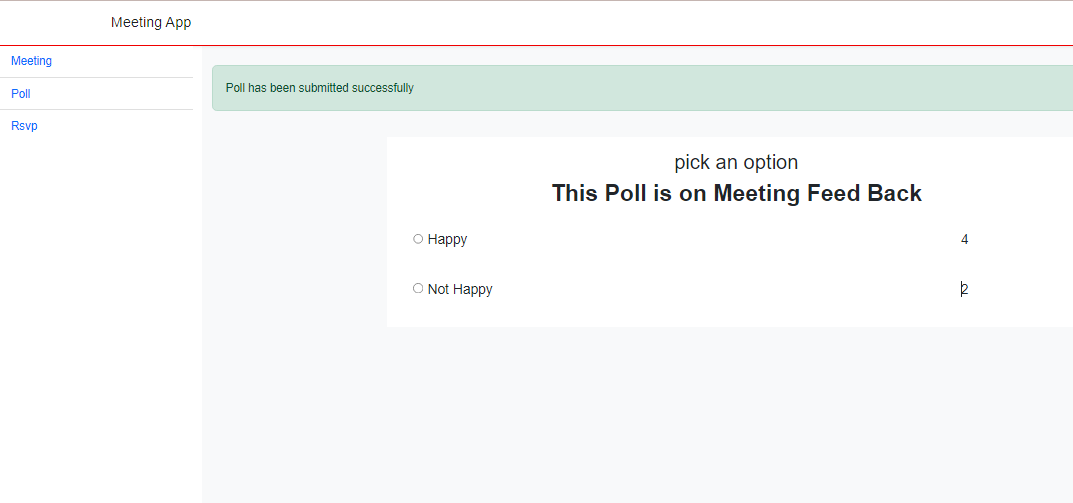 Meeting App
Meeting
Poll
Rsvp
Poll has been submitted successfully
pick an option
This Poll is on Meeting Feed Back
Happy 4
Not Happy 2